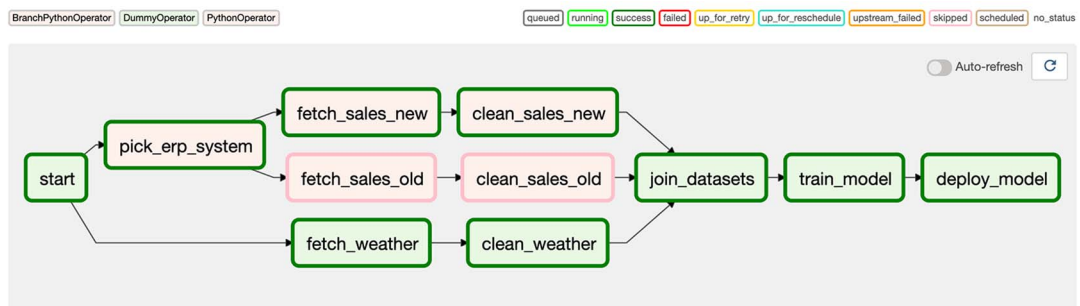 BranchPythonOperator DummyOperator PythonOperator queued running success failed up_for_retry up_for_reschedule upstream_failed skipped scheduled no_status
Auto-refresh
fetch_sales_new clean_sales_new
pick_erp_system
start fetch_sales_old clean_sales_old join_datasets train_model deploy_model
fetch_weather clean_weather